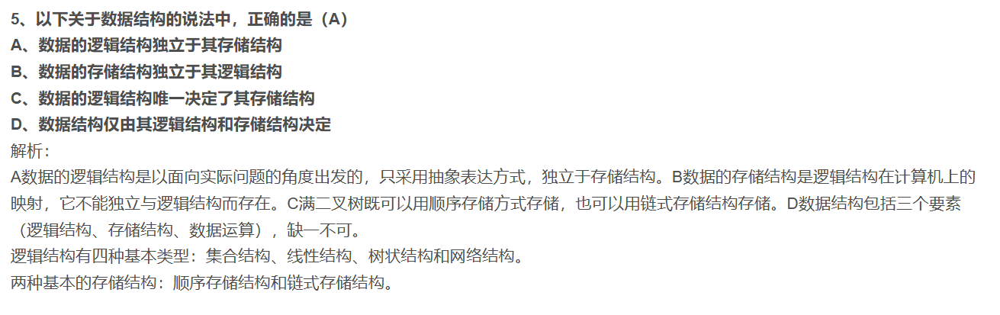 5、以下关于数据结构的说法中，正确的是（A）
A、数据的逻辑结构独立于其存储结构
B、数据的存储结构独立于其逻辑结构
C、数据的逻辑结构唯一决定了其存储结构
D、数据结构仅由其逻辑结构和存储结构决定
解析：
A数据的逻辑结构是以面向实际问题的角度出发的，只采用抽象表达方式，独立于存储结构。B数据的存储结构是逻辑结构在计算机上的
映射，它不能独立与逻辑结构而存在。C满二叉树既可以用顺序存储方式存储，也可以用链式存储结构存储。D数据结构包括三个要素
（逻辑结构、存储结构、数据运算），缺一不可。
逻辑结构有四种基本类型：集合结构、线性结构、树状结构和网络结构。
两种基本的存储结构：顺序存储结构和链式存储结构。